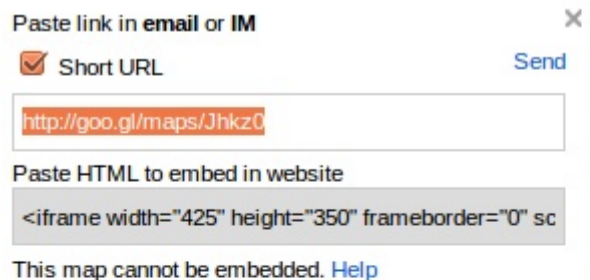 Paste link in email or IM
Short URL
Send
http://goo.gl/maps/Jhkz0
Paste HTML to embed in website
<iframe width="425" height="350" frameborder="0" sc
This map cannot be embedded. Help